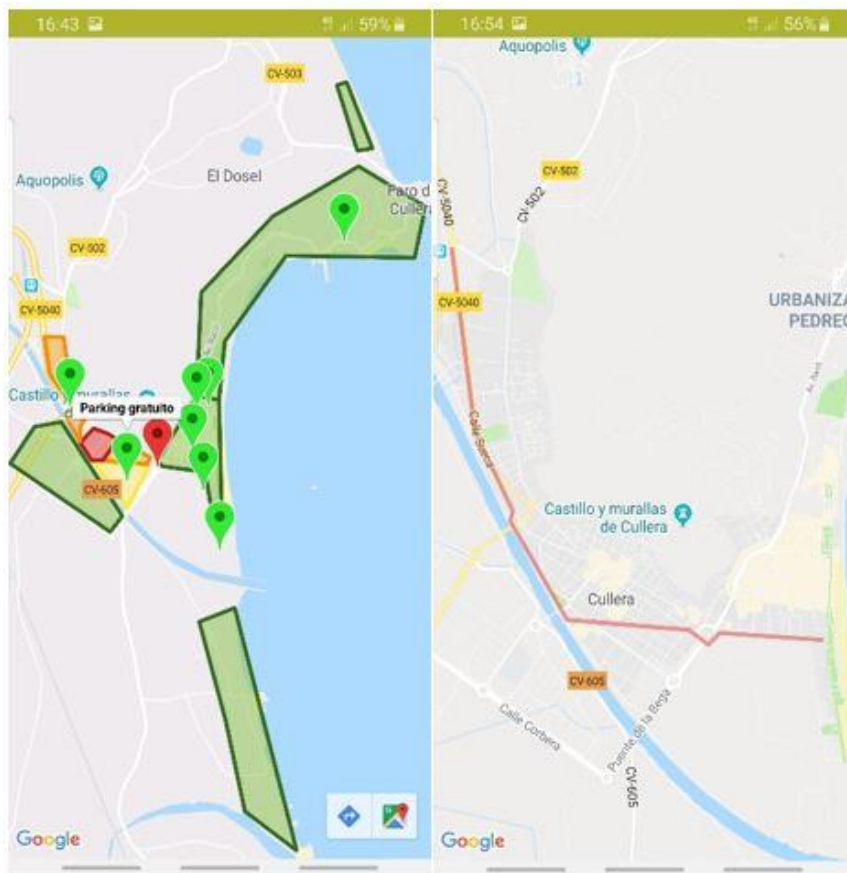 16:43
59%
CV-503
El Dosel
Aquopolis
Cullera
CV-502
CV-5040
Castillo y murallas
Parking gratuito
CV-605
Google
16:54
56%
Aquopolis
CV-502
CV-502
CV-5040
CV-5040
URBANIZA
PEDREG
Calle Sueca
Castillo y murallas
de Cullera
Cullera
CV-605
Calle Corbera
Puente de la Bega
CV-605
Google